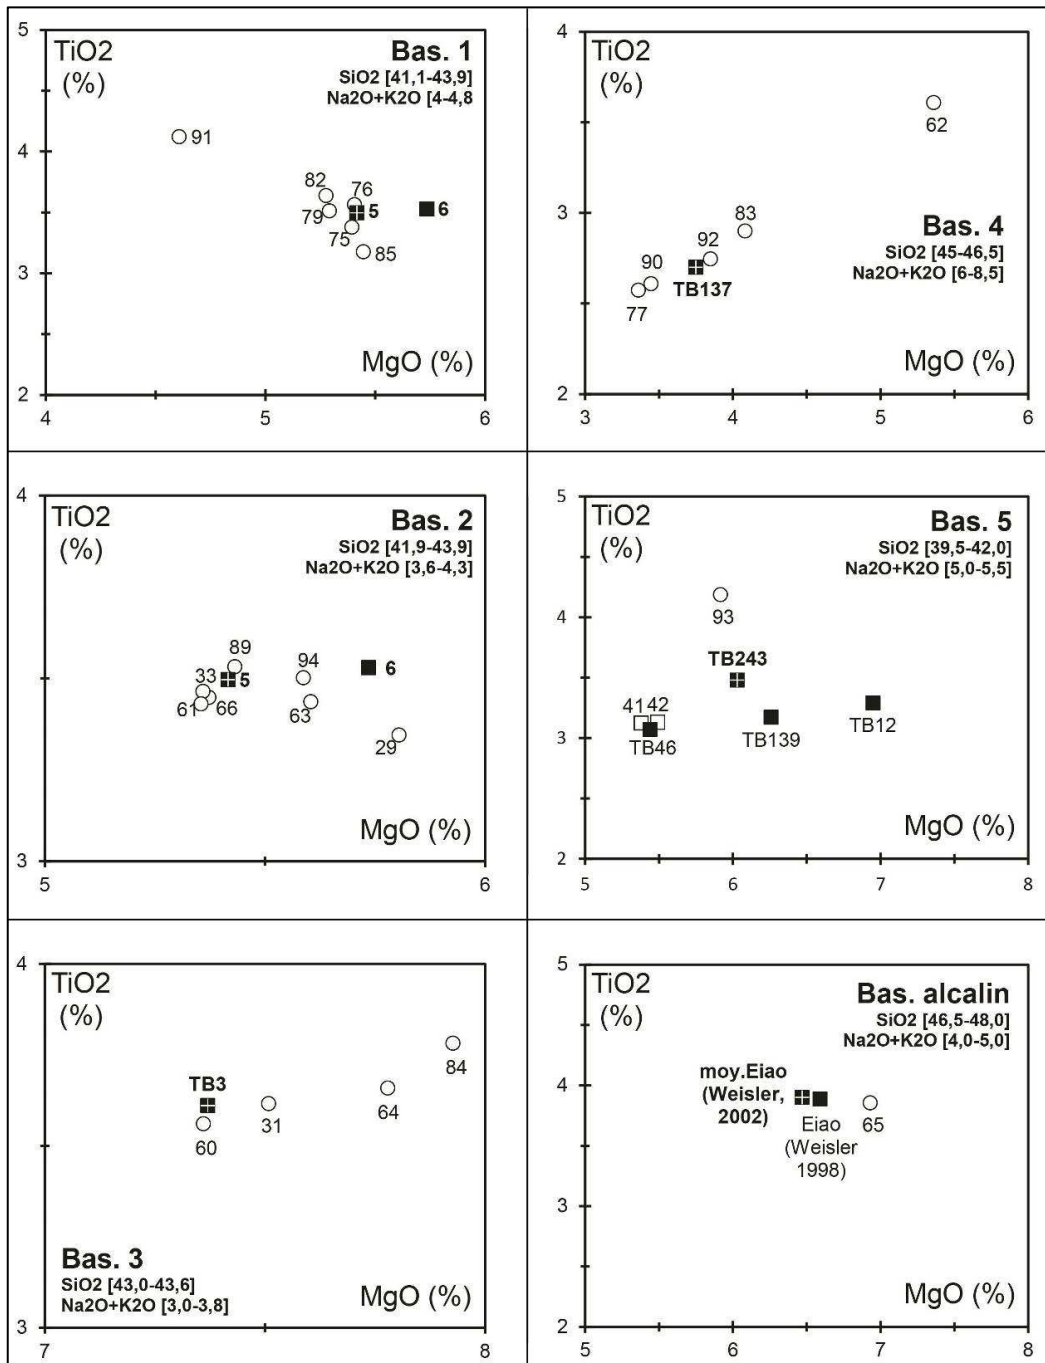 5
TiO2
(%)
Bas. 1
SiO2 [41,1-43,9]
Na2O+K2O [4-4,8
91
4
82
76
79
5
6
75
85
3
2
4
5
6
MgO (%)
4
TiO2
(%)
62
3
83
92
90
TB137
77
Bas. 4
SiO2 [45-46,5]
Na2O+K2O [6-8,5]
MgO (%)
2
3
4
5
6
4
TiO2
(%)
Bas. 2
SiO2 [41,9-43,9]
Na2O+K2O [3,6-4,3]
89
94
33
5
6
61
66
63
29
MgO (%)
3
5
6
5
TiO2
(%)
Bas. 5
SiO2 [39,5-42,0]
Na2O+K2O [5,0-5,5]
4
93
TB243
41
42
3
TB46
TB139
TB12
MgO (%)
2
5
6
7
8
4
TiO2
(%)
84
TB3
64
31
60
Bas. 3
SiO2 [43,0-43,6]
Na2O+K2O [3,0-3,8]
MgO (%)
3
7
8
5
TiO2
(%)
Bas. alcalin
SiO2 [46,5-48,0]
Na2O+K2O [4,0-5,0]
4
moy.Eiao
(Weisler,
2002)
Eiao
(Weisler
1998)
65
3
MgO (%)
2
4
5
6
7
8